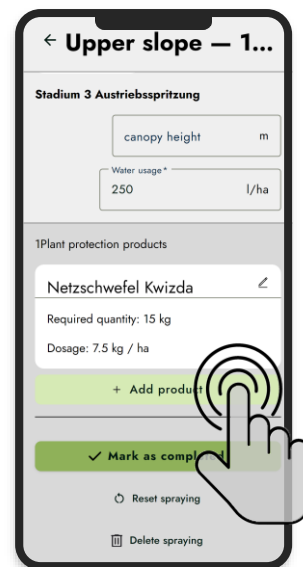 Upper slope — 1...
Stadium 3 Austriebsspritzung
canopy height m
Water usage*
250 l/ha
1Plant protection products
Netzschwefel Kwizda
Required quantity: 15 kg
Dosage: 7.5 kg / ha
+ Add product
Mark as completed
Reset spraying
Delete spraying